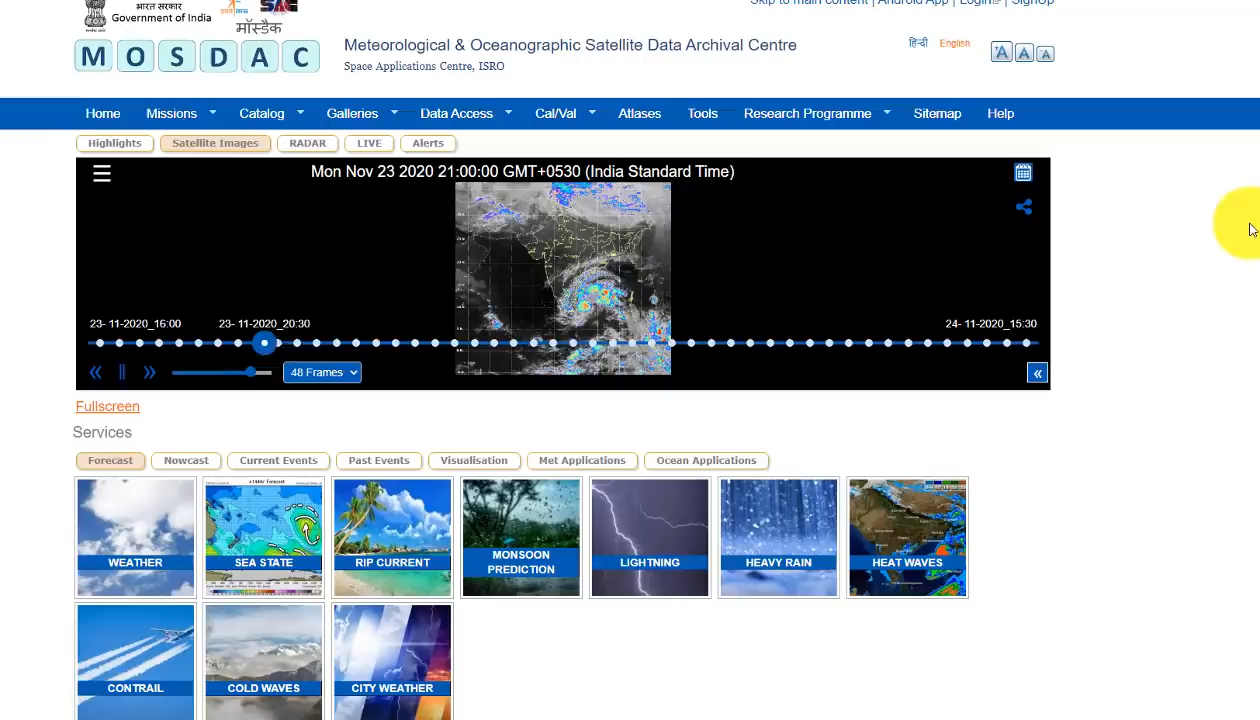 भारत सरकार
Government of India
मॉस्डैक
Skip to main content | Android App | Login | SignUp
M O S D A C
Meteorological & Oceanographic Satellite Data Archival Centre
Space Applications Centre, ISRO
हिन्दी English
+A A -A
Home Missions Catalog Galleries Data Access Cal/Val Atlases Tools Research Programme Sitemap Help
Highlights Satellite Images RADAR LIVE Alerts
Mon Nov 23 2020 21:00:00 GMT+0530 (India Standard Time)
23- 11-2020_16:00 23- 11-2020_20:30 24- 11-2020_15:30
48 Frames
Fullscreen
Services
Forecast Nowcast Current Events Past Events Visualisation Met Applications Ocean Applications
WEATHER
SEA STATE
RIP CURRENT
MONSOON
PREDICTION
LIGHTNING
HEAVY RAIN
HEAT WAVES
CONTRAIL
COLD WAVES
CITY WEATHER